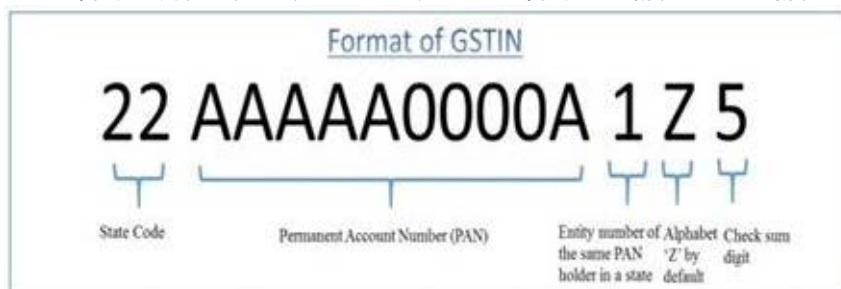 Format of GSTIN
22 AAAAA0000A 1 Z 5
State Code
Permanent Account Number (PAN)
Entity number of
the same PAN
holder in a state
Alphabet
'Z' by
default
Check sum
digit